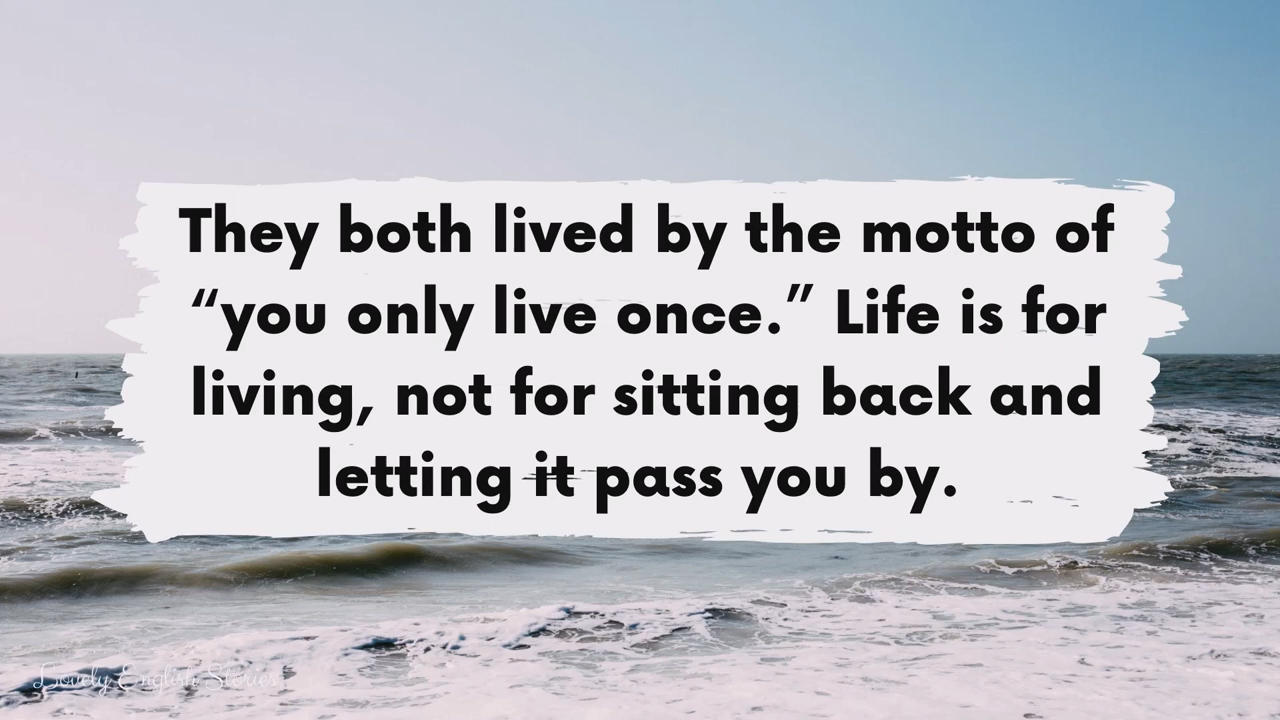 They both lived by the motto of
“you only live once.” Life is for
living, not for sitting back and
letting it pass you by.
Lovely English Stories